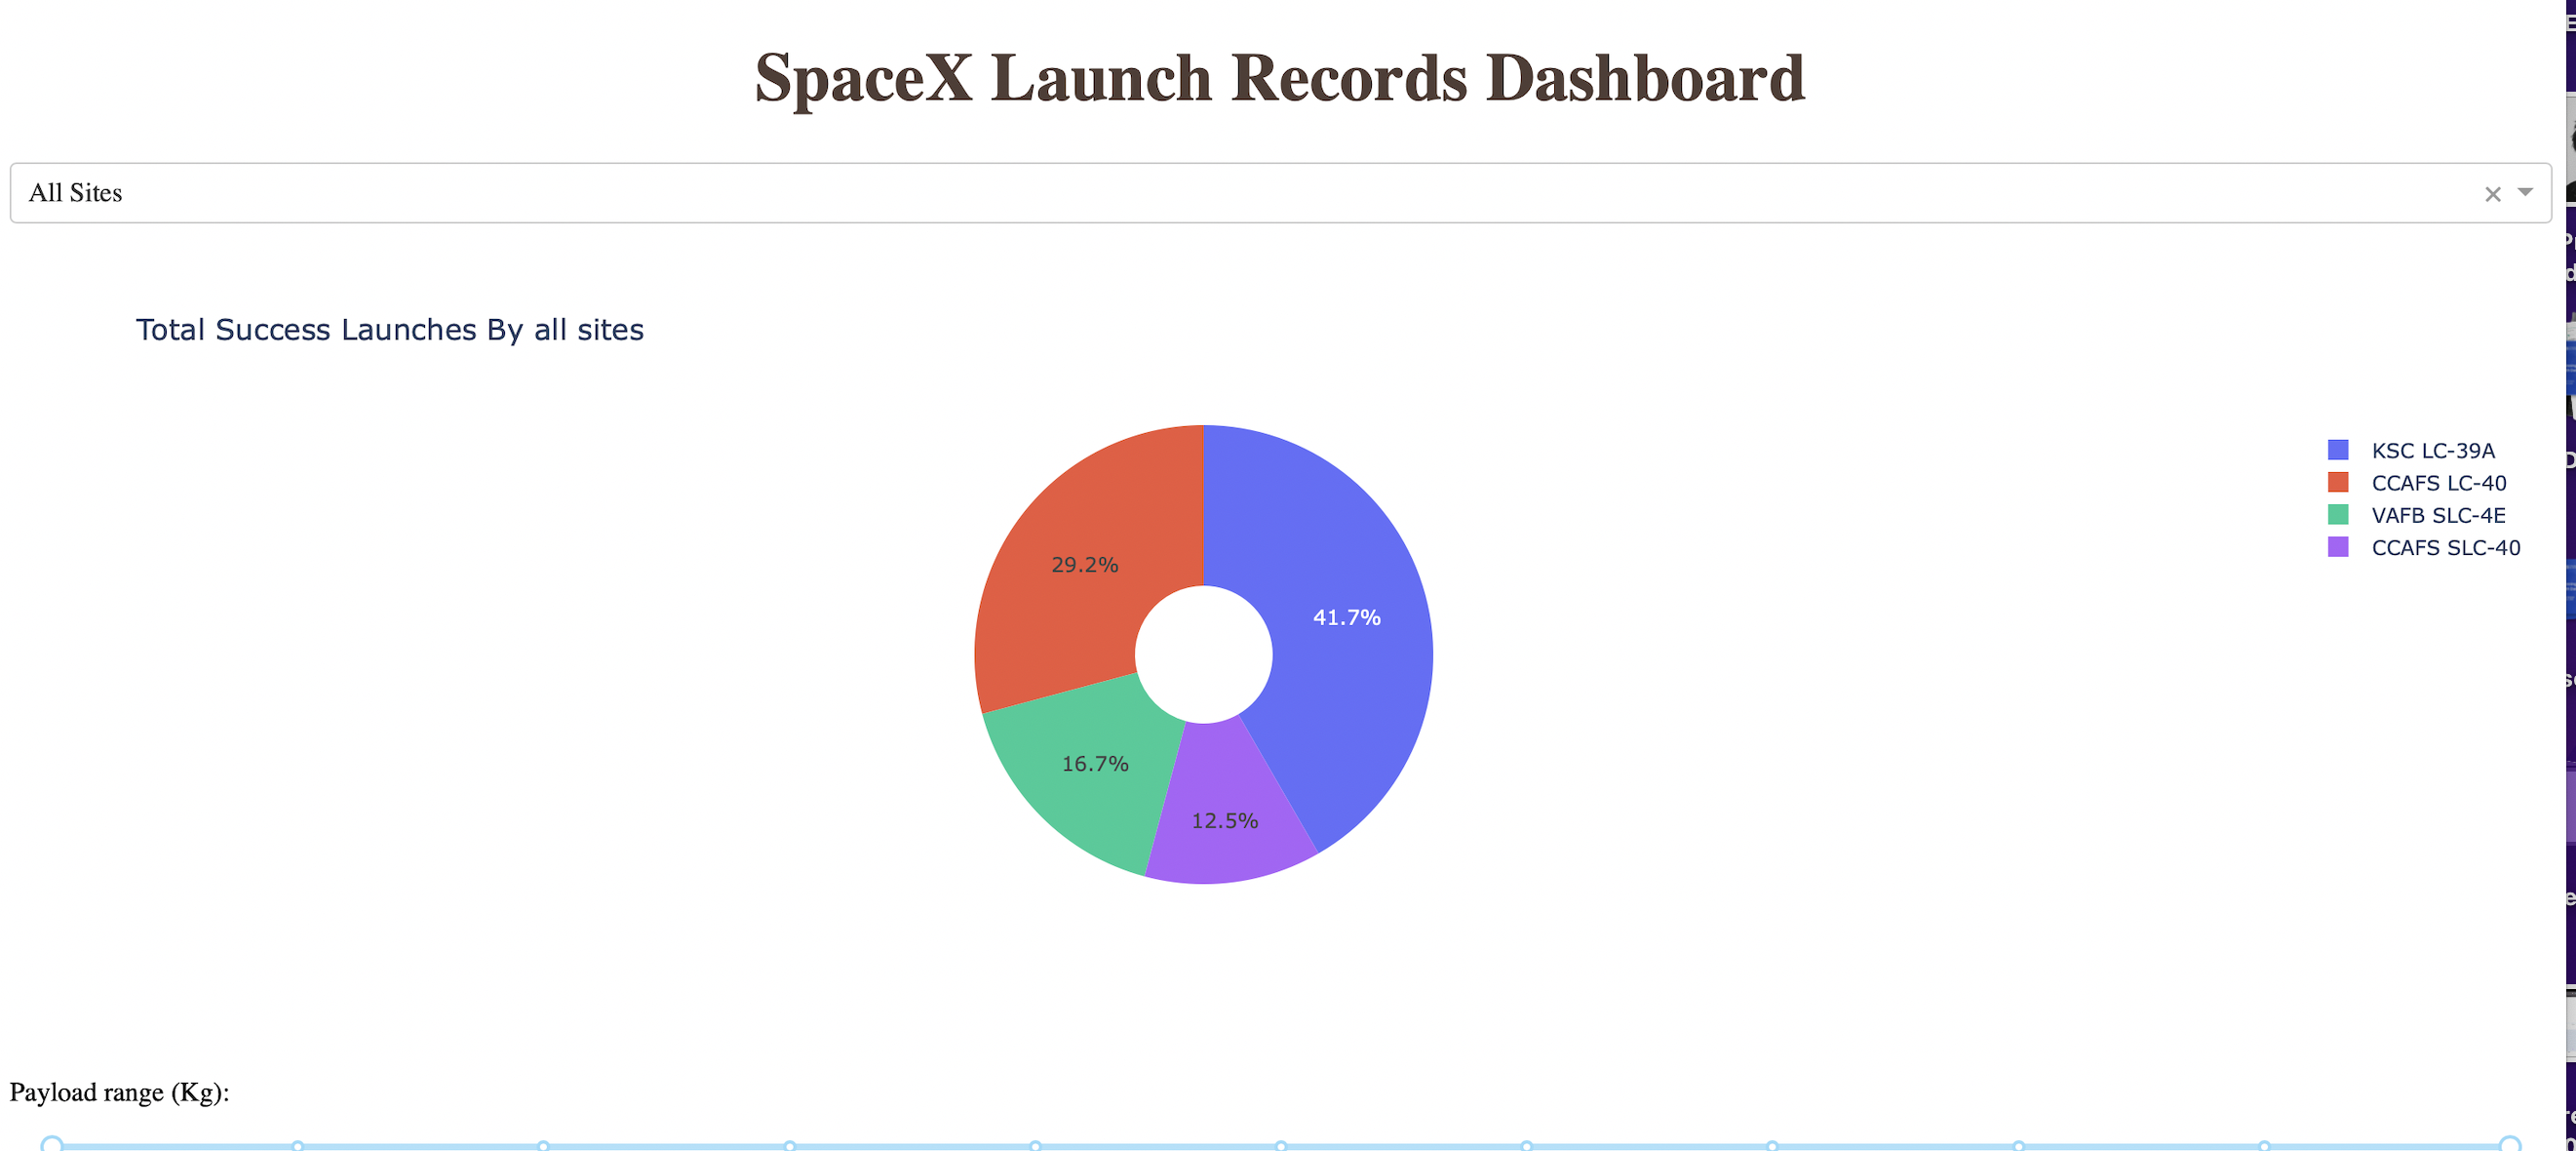 SpaceX Launch Records Dashboard
All Sites
Total Success Launches By all sites
KSC LC-39A
CCAFS LC-40
VAFB SLC-4E
CCAFS SLC-40
29.2%
41.7%
16.7%
12.5%
Payload range (Kg):